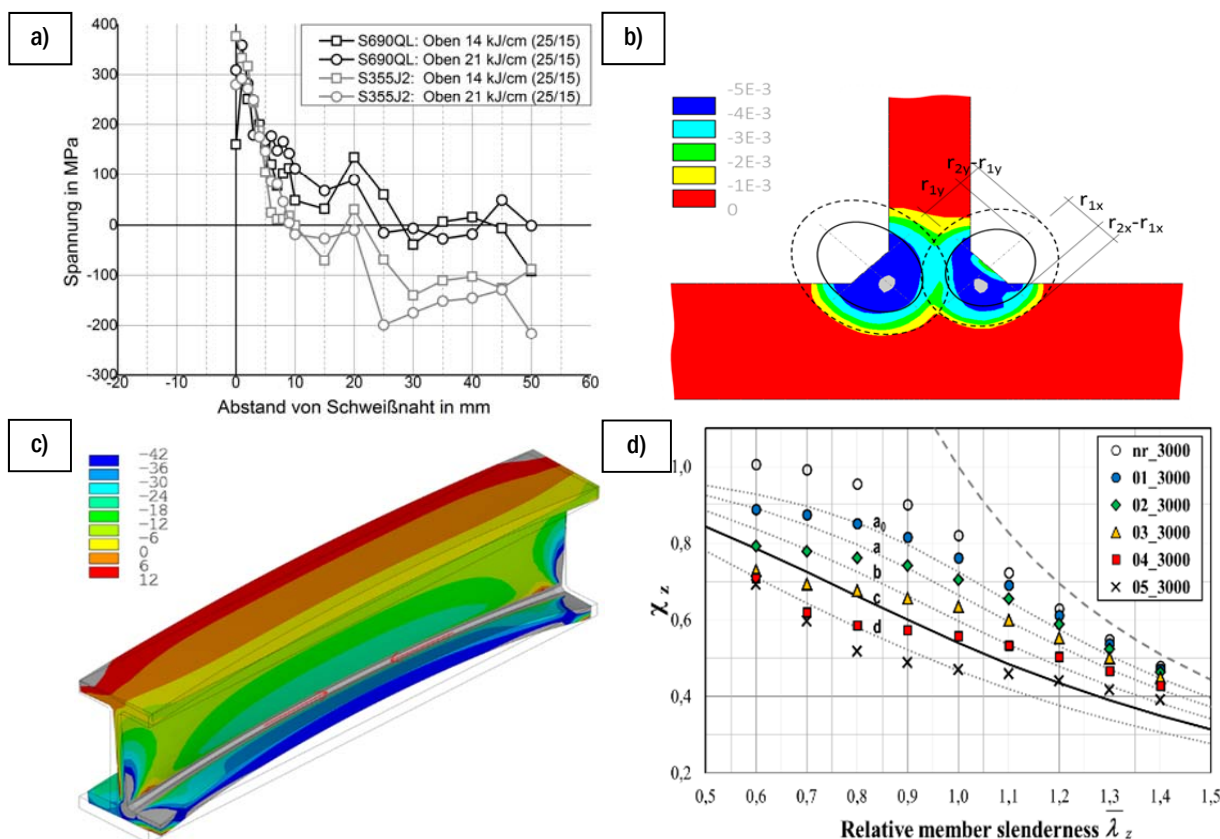 a)
400
300
200
100
0
-100
-200
-300
-20
-10
0
10
20
30
40
50
60
Spannung in MPa
Abstand von Schweißnaht in mm
S690QL: Oben 14 kJ/cm (25/15)
S690QL: Oben 21 kJ/cm (25/15)
S355J2: Oben 14 kJ/cm (25/15)
S355J2: Oben 21 kJ/cm (25/15)
b)
-5E-3
-4E-3
-3E-3
-2E-3
-1E-3
0
r2y-r1y
r1y
r1x
r2x-r1x
c)
-42
-36
-30
-24
-18
-12
-6
0
6
12
d)
1,0
0,8
0,6
0,4
0,2
0,5
0,6
0,7
0,8
0,9
1,0
1,1
1,2
1,3
1,4
1,5
χ z
Relative member slenderness λ̅ z
a0
a
b
c
d
nr_3000
01_3000
02_3000
03_3000
04_3000
05_3000